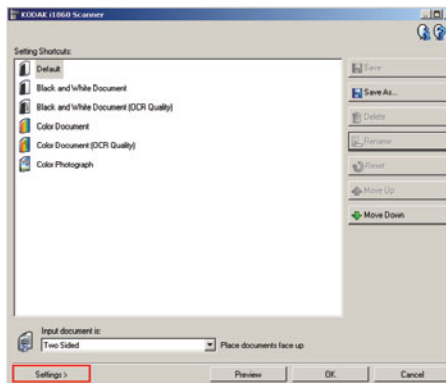 KODAK i1860 Scanner
Setting Shortcuts:
Default
Black and White Document
Black and White Document (OCR Quality)
Color Document
Color Document (OCR Quality)
Color Photograph
Save
Save As...
Delete
Rename
Reset
Move Up
Move Down
Input document is:
Two Sided
Place documents face up
Settings >
Preview
OK
Cancel